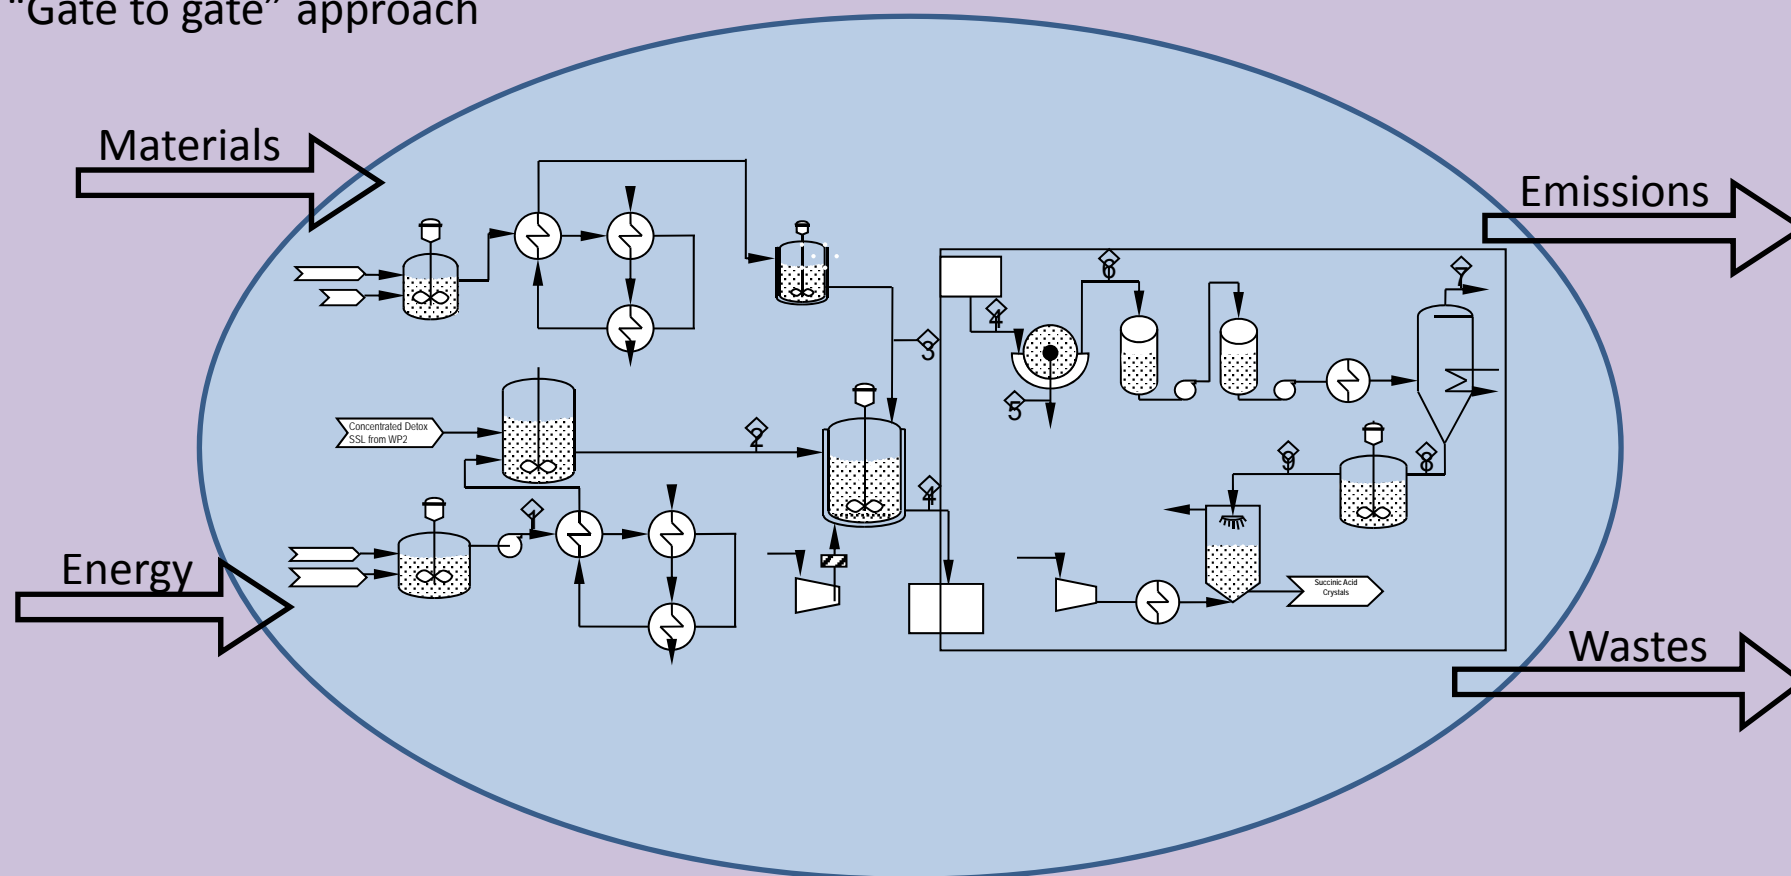 “Gate to gate” approach
Materials
Emissions
6
7
4
3
5
Concentrated Detox
SSL from WP2
2
9
8
4
1
Energy
Succinic Acid
Crystals
Wastes